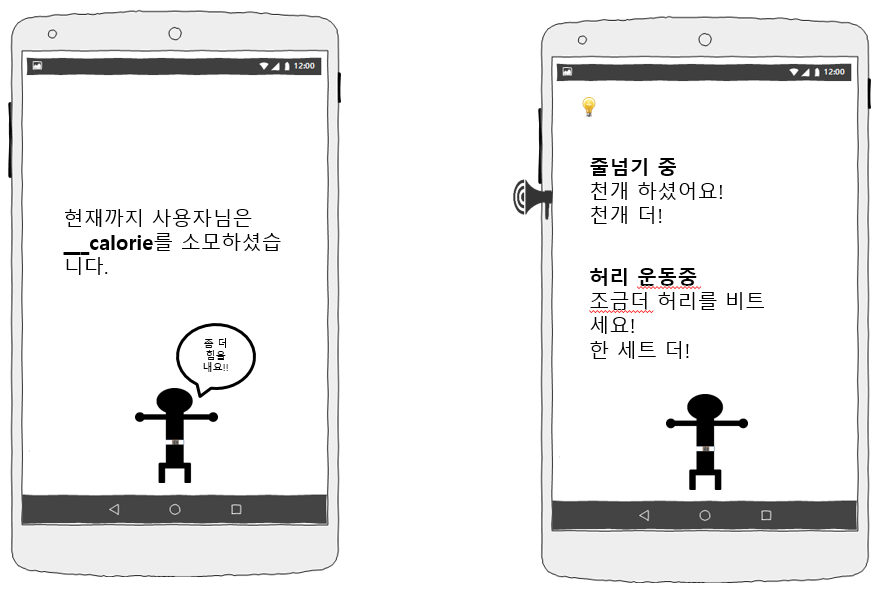 12:00
현재까지 사용자님은
___calorie를 소모하셨습
니다.
좀 더
힘을
내요!!
12:00
줄넘기 중
천개 하셨어요!
천개 더!
허리 운동중
조금더 허리를 비트
세요!
한 세트 더!